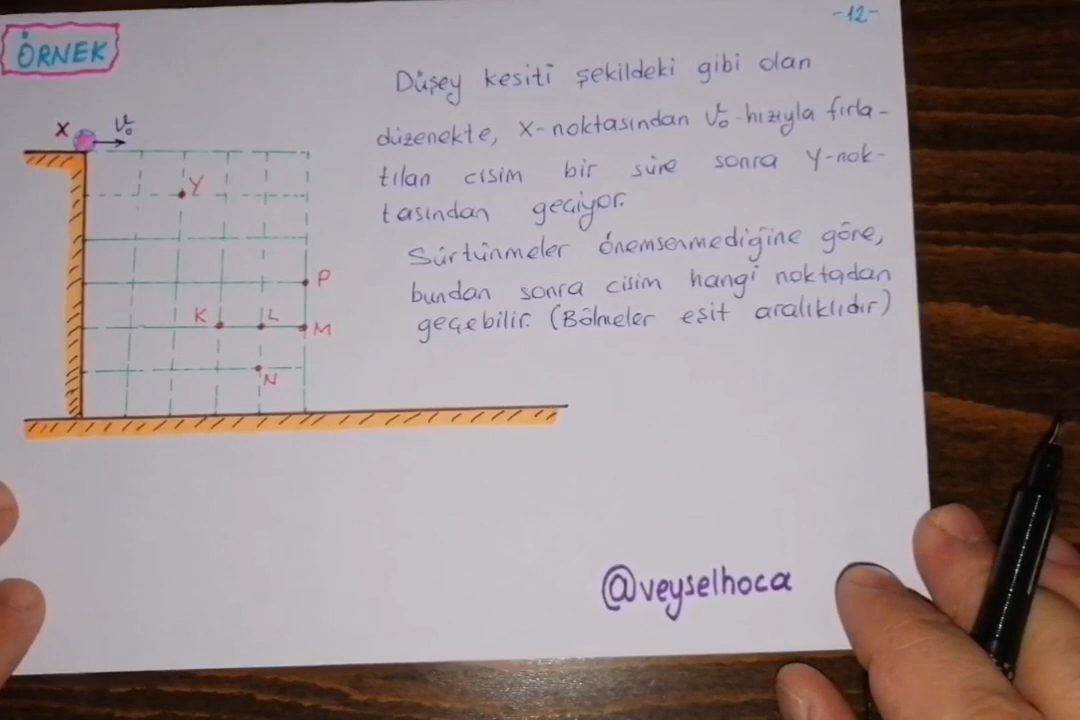 -12-
ÖRNEK
Düşey kesiti şekildeki gibi olan
düzenekte, X-noktasından V₀-hızıyla fırla-
tılan cisim bir süre sonra Y-nok-
tasından geçiyor.
Sürtünmeler önemsenmediğine göre,
bundan sonra cisim hangi noktadan
geçebilir. (Bölmeler eşit aralıklıdır)
X V₀
Y
P
K L M
N
@veyselhoca